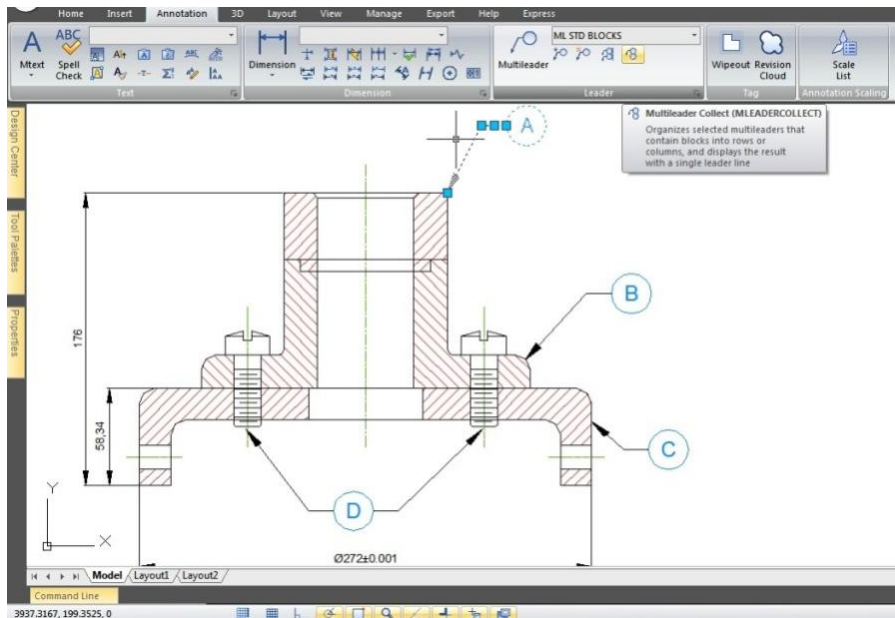 Home Insert Annotation 3D Layout View Manage Export Help Express
A ABC
Mtext Spell Check
Text
Dimension
Dimension
Multileader
ML STD BLOCKS
Leader
Wipeout Revision Cloud
Tag
Scale List
Annotation Scaling
Multileader Collect (MLEADERCOLLECT)
Organizes selected multileaders that
contain blocks into rows or
columns, and displays the result
with a single leader line
Design Center
Tool Palettes
Properties
A
B
C
D
176
58,34
Ø272±0.001
Y
X
Model Layout1 Layout2
Command Line
3937.3167, 199.3525, 0